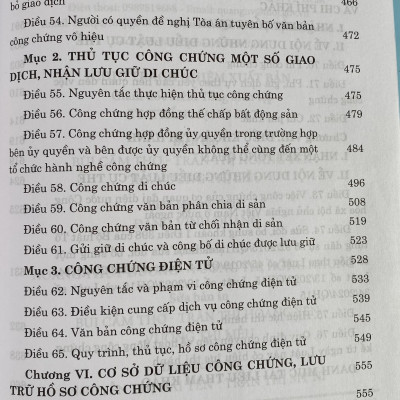 bỏ giao dịch 466
Điều 54. Người có quyền đề nghị Tòa án tuyên bố văn bản
công chứng vô hiệu 472
Mục 2. THỦ TỤC CÔNG CHỨNG MỘT SỐ GIAO
DỊCH, NHẬN LƯU GIỮ DI CHÚC 475
Điều 55. Nguyên tắc thực hiện thủ tục công chứng 475
Điều 56. Công chứng hợp đồng thế chấp bất động sản 479
Điều 57. Công chứng hợp đồng ủy quyền trong trường hợp
bên ủy quyền và bên được ủy quyền không thể cùng đến một 484
tổ chức hành nghề công chứng
Điều 58. Công chứng di chúc 496
Điều 59. Công chứng văn bản phân chia di sản 508
Điều 60. Công chứng văn bản từ chối nhận di sản 519
Điều 61. Gửi giữ di chúc và công bố di chúc được lưu giữ 523
Mục 3. CÔNG CHỨNG ĐIỆN TỬ 528
Điều 62. Nguyên tắc và phạm vi công chứng điện tử 533
Điều 63. Điều kiện cung cấp dịch vụ công chứng điện tử 539
Điều 64. Văn bản công chứng điện tử 545
Điều 65. Quy trình, thủ tục, hồ sơ công chứng điện tử 549
Chương VI. CƠ SỞ DỮ LIỆU CÔNG CHỨNG, LƯU 555
TRỮ HỒ SƠ CÔNG CHỨNG 555